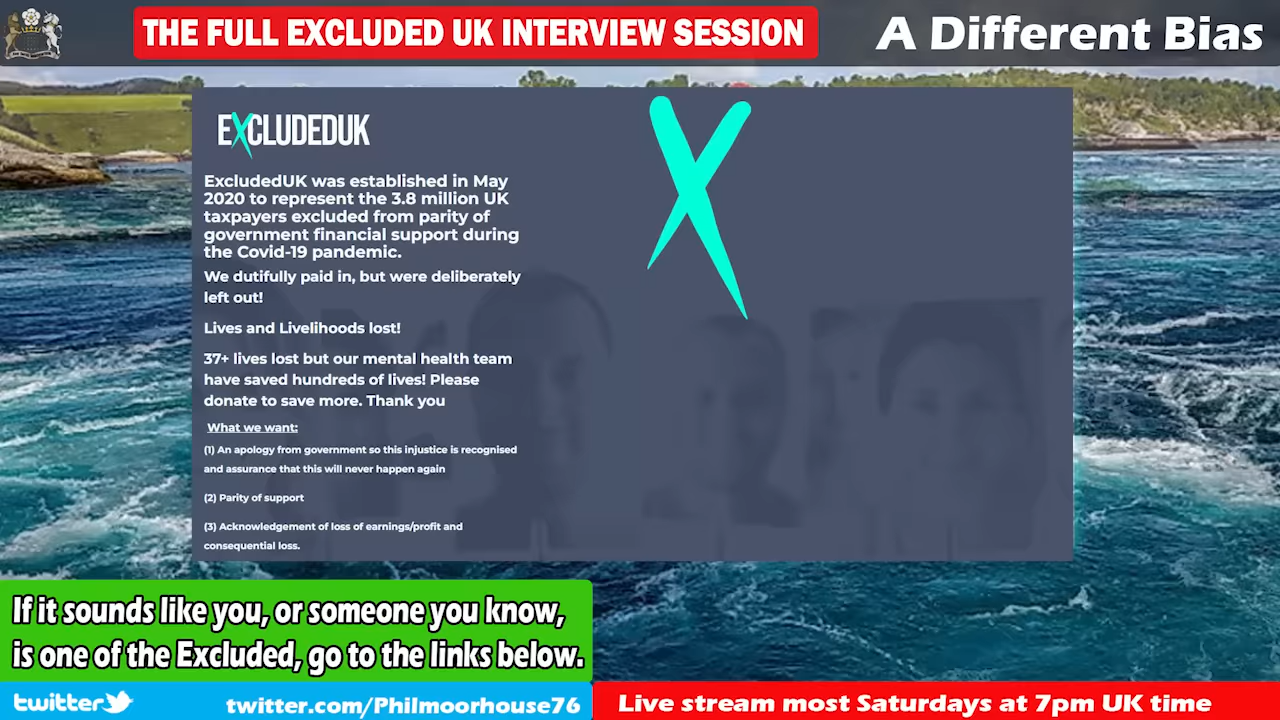 THE FULL EXCLUDED UK INTERVIEW SESSION
A Different Bias
EXCLUDEDUK
ExcludedUK was established in May
2020 to represent the 3.8 million UK
taxpayers excluded from parity of
government financial support during
the Covid-19 pandemic.
We dutifully paid in, but were deliberately
left out!
Lives and Livelihoods lost!
37+ lives lost but our mental health team
have saved hundreds of lives! Please
donate to save more. Thank you
What we want:
(1) An apology from government so this injustice is recognised
and assurance that this will never happen again
(2) Parity of support
(3) Acknowledgement of loss of earnings/profit and
consequential loss.
X
If it sounds like you, or someone you know,
is one of the Excluded, go to the links below.
twitter
twitter.com/Philmoorhouse76
Live stream most Saturdays at 7pm UK time